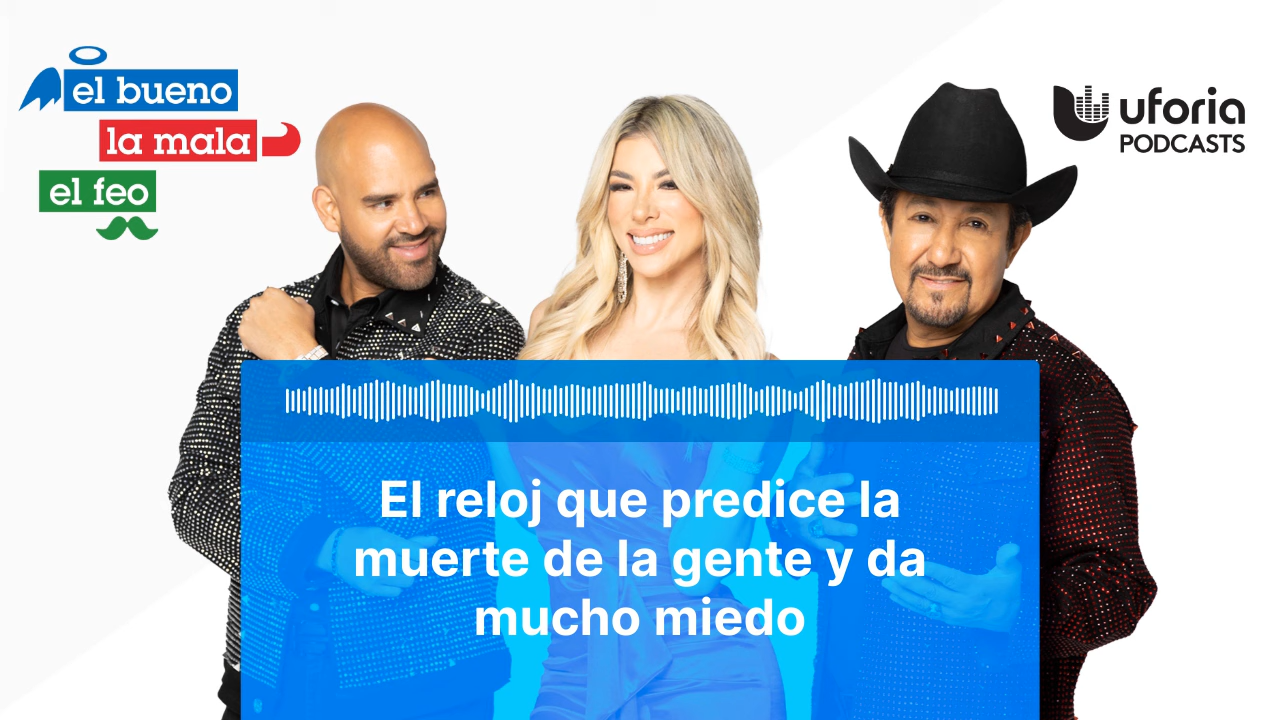 el bueno
la mala
el feo
uforia
PODCASTS
El reloj que predice la
muerte de la gente y da
mucho miedo